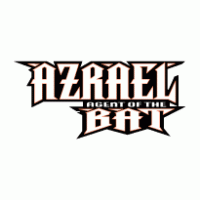 AZRAEL
AGENT OF THE
BAT